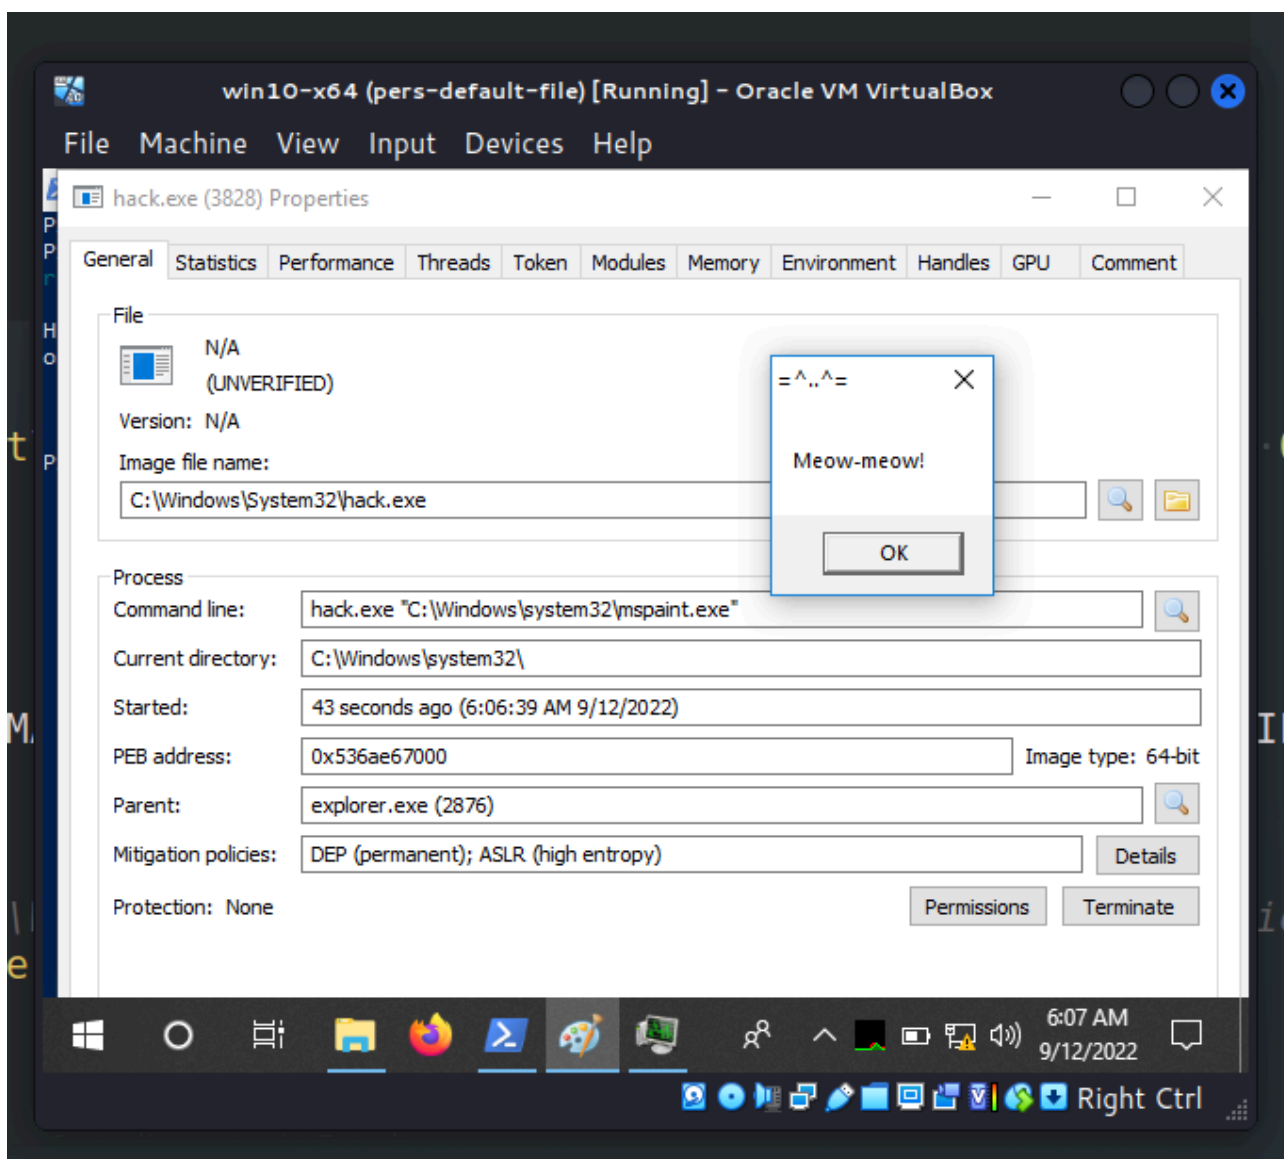 win10-x64 (pers-default-file) [Running] - Oracle VM VirtualBox
File Machine View Input Devices Help
hack.exe (3828) Properties
General Statistics Performance Threads Token Modules Memory Environment Handles GPU Comment
File
N/A
(UNVERIFIED)
Version: N/A
Image file name:
C:\Windows\System32\hack.exe
=^..^=
Meow-meow!
OK
Process
Command line: hack.exe "C:\Windows\system32\mspaint.exe"
Current directory: C:\Windows\system32\
Started: 43 seconds ago (6:06:39 AM 9/12/2022)
PEB address: 0x536ae67000 Image type: 64-bit
Parent: explorer.exe (2876)
Mitigation policies: DEP (permanent); ASLR (high entropy) Details
Protection: None Permissions Terminate
6:07 AM
9/12/2022
Right Ctrl